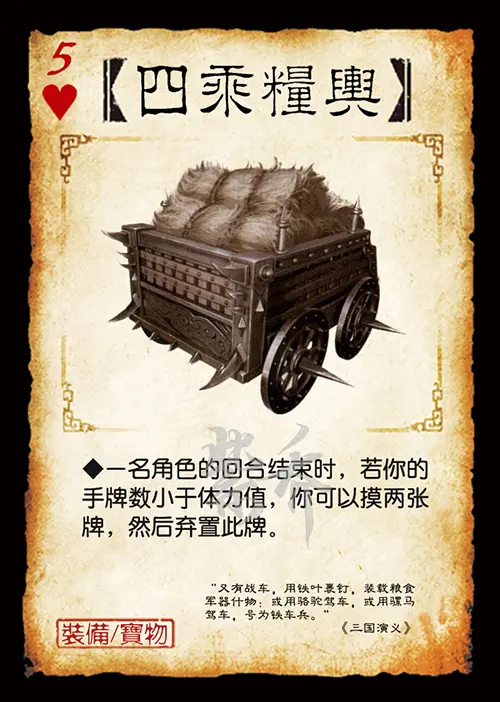 5
【四乘糧輿】
◆一名角色的回合结束时，若你的
手牌数小于体力值，你可以摸两张
牌，然后弃置此牌。
“又有战车，用铁叶裹钉，装载粮食
军器什物；或用骆驼驾车，或用骡马
驾车，号为铁车兵。”
《三国演义》
裝備/寶物